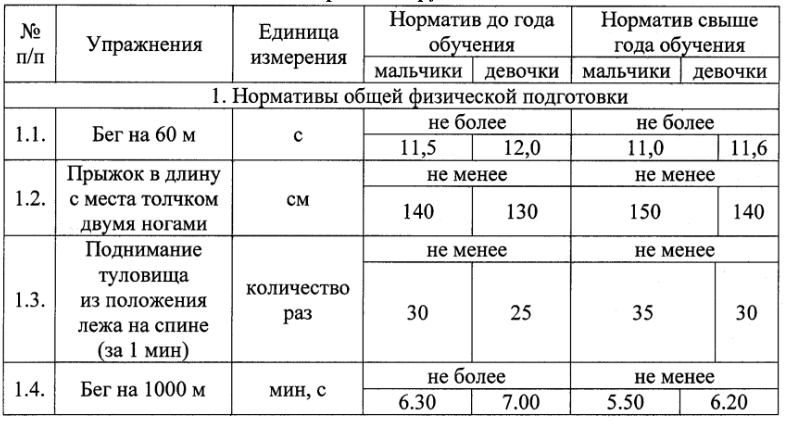 № п/п Упражнения Единица измерения Норматив до года обучения Норматив свыше года обучения
мальчики девочки мальчики девочки
1. Нормативы общей физической подготовки
1.1. Бег на 60 м с не более не более
11,5 12,0 11,0 11,6
1.2. Прыжок в длину с места толчком двумя ногами см не менее не менее
140 130 150 140
1.3. Поднимание туловища из положения лежа на спине (за 1 мин) количество раз не менее не менее
30 25 35 30
1.4. Бег на 1000 м мин, с не более не менее
6.30 7.00 5.50 6.20